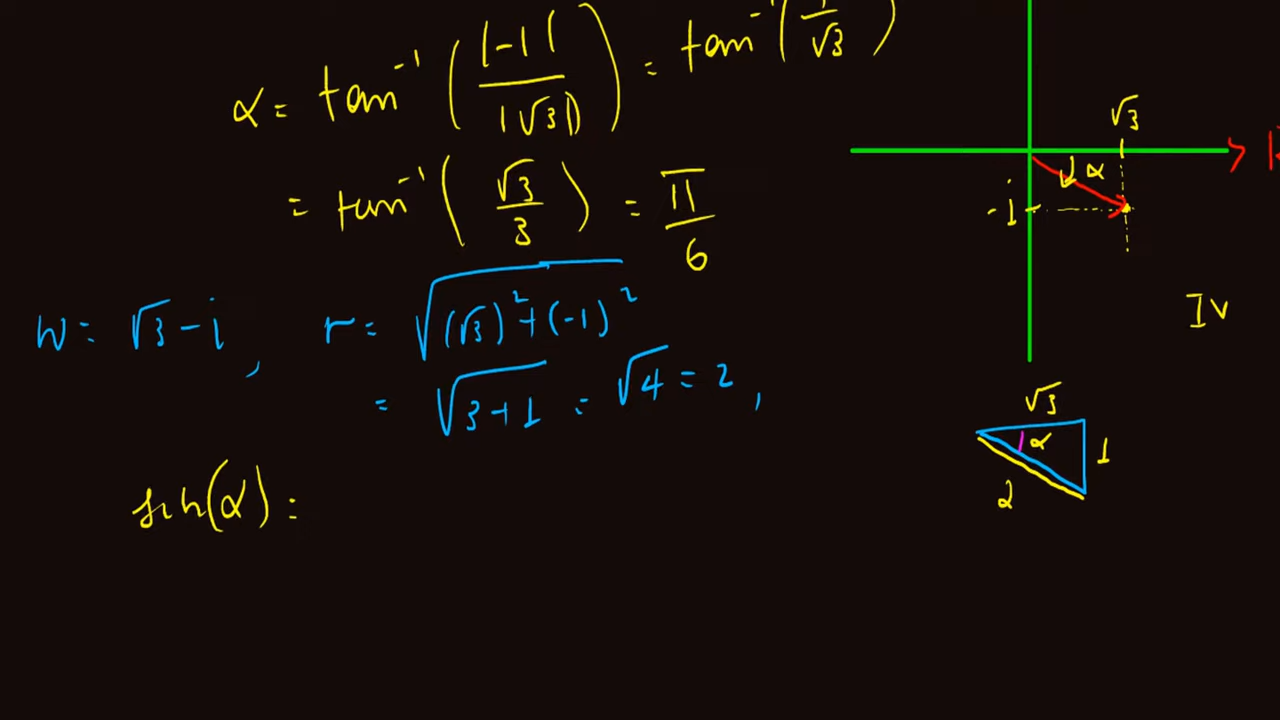 α = tan⁻¹(|-1|/|√3|) = tan⁻¹(1/√3)
= tan⁻¹(√3/3) = π/6
W = √3 - i, r = √((√3)² + (-1)²)
= √(3+1) = √4 = 2,
sin(α) =
√3
α
-i
IV
√3
α
1
2